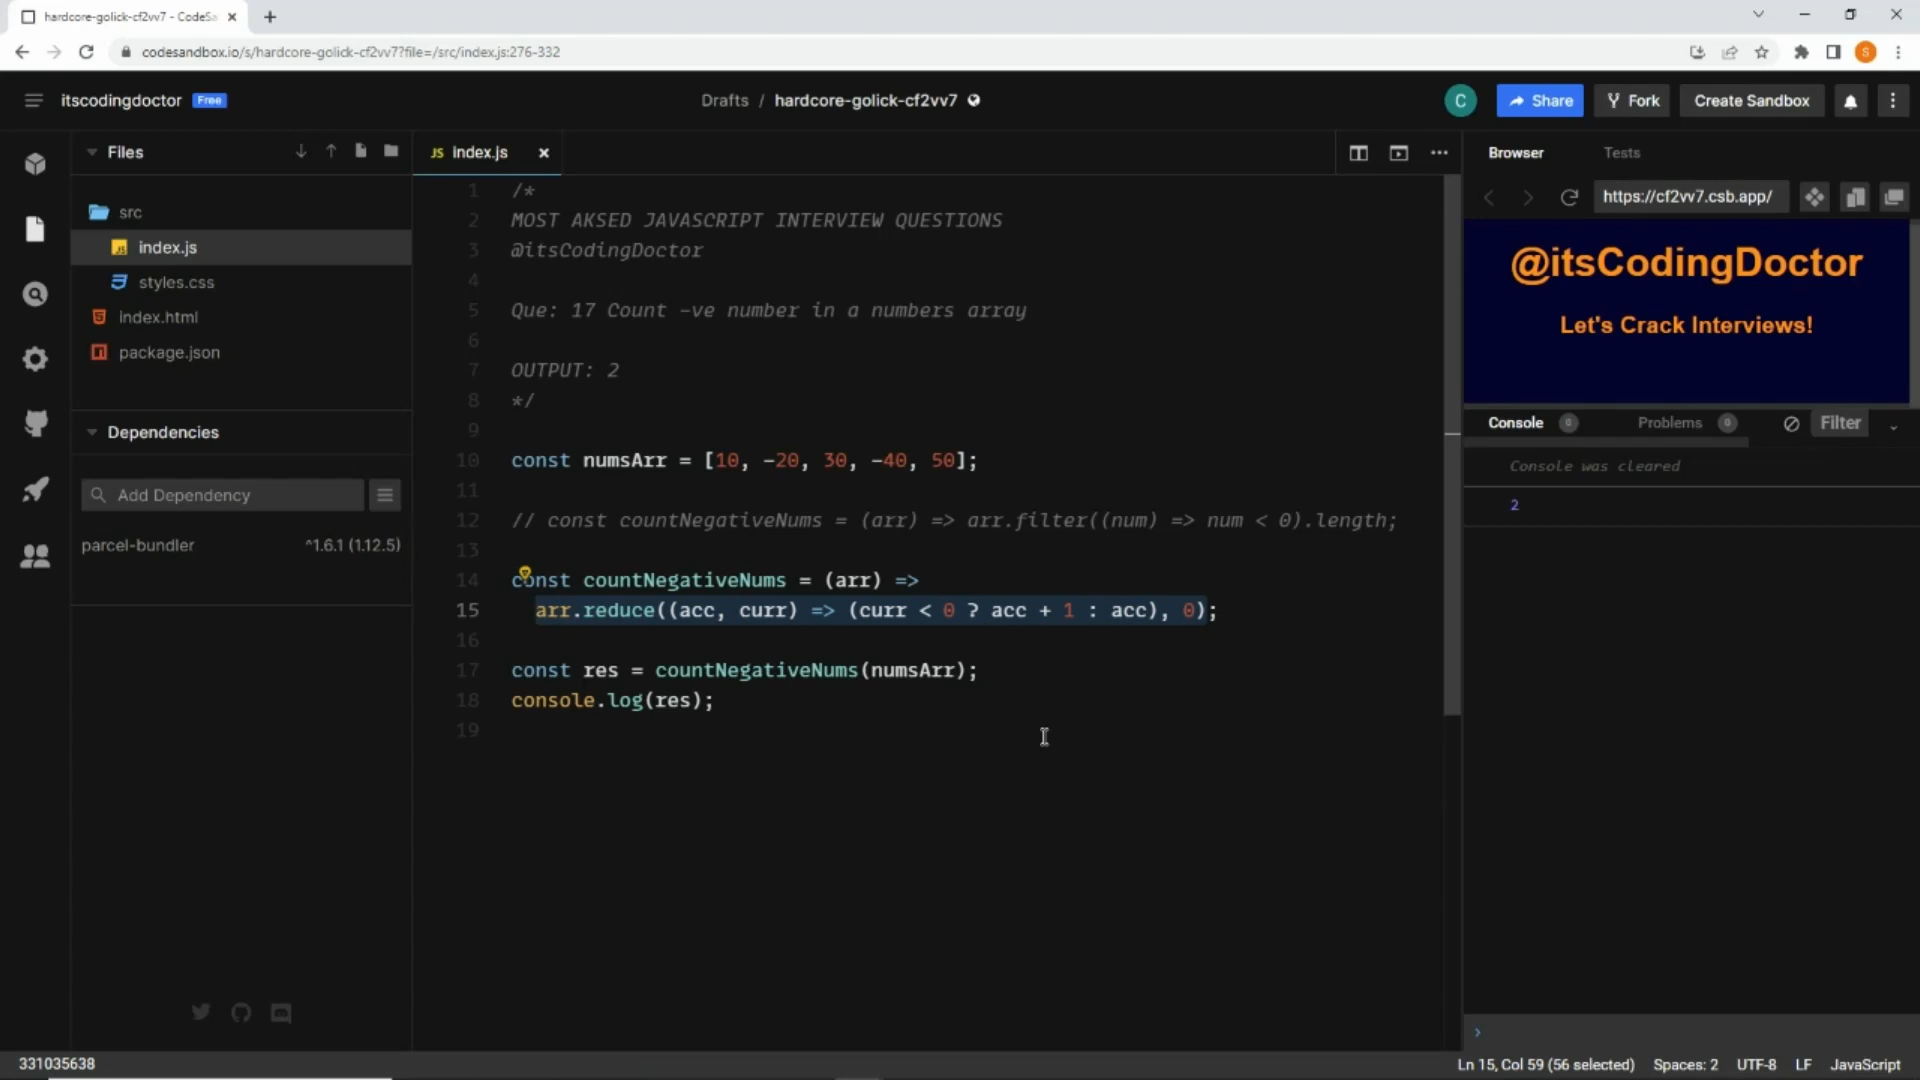 hardcore-golick-cf2vv7 - CodeSa
codesandbox.io/s/hardcore-golick-cf2vv7?file=/src/index.js:276-332
S
itscodingdoctor Free
Drafts / hardcore-golick-cf2vv7
C
Share
Fork
Create Sandbox
Files
src
index.js
styles.css
index.html
package.json
Dependencies
Add Dependency
parcel-bundler ^1.6.1 (1.12.5)
JS index.js
1 /*
2 MOST AKSED JAVASCRIPT INTERVIEW QUESTIONS
3 @itsCodingDoctor
4
5 Que: 17 Count -ve number in a numbers array
6
7 OUTPUT: 2
8 */
9
10 const numsArr = [10, -20, 30, -40, 50];
11
12 // const countNegativeNums = (arr) => arr.filter((num) => num < 0).length;
13
14 const countNegativeNums = (arr) =>
15 arr.reduce((acc, curr) => (curr < 0 ? acc + 1 : acc), 0);
16
17 const res = countNegativeNums(numsArr);
18 console.log(res);
19
Browser Tests
https://cf2vv7.csb.app/
@itsCodingDoctor
Let's Crack Interviews!
Console 0 Problems 0 Filter
Console was cleared
2
331035638
Ln 15, Col 59 (56 selected) Spaces: 2 UTF-8 LF JavaScript